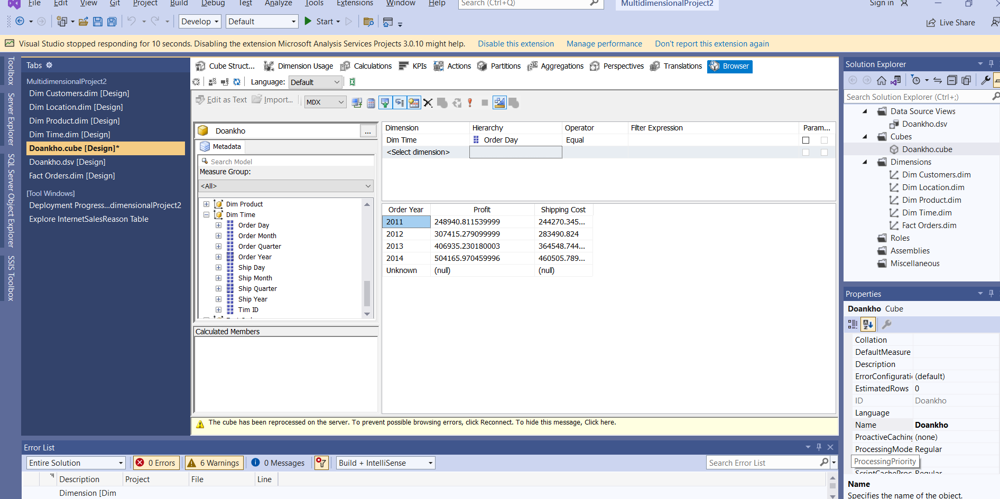 File Edit View Git Project Build Debug Test Analyze Tools Extensions Window Help Search (Ctrl+Q) MultidimensionalProject2 Sign in
Develop Default Start Live Share
Visual Studio stopped responding for 10 seconds. Disabling the extension Microsoft Analysis Services Projects 3.0.10 might help. Disable this extension Manage performance Don't report this extension again
Toolbox
Server Explorer
SQL Server Object Explorer
SSIS Toolbox
Tabs
MultidimensionalProject2
Dim Customers.dim [Design]
Dim Location.dim [Design]
Dim Product.dim [Design]
Dim Time.dim [Design]
Doankho.cube [Design]*
Doankho.dsv [Design]
Fact Orders.dim [Design]
[Tool Windows]
Deployment Progress...dimensionalProject2
Explore InternetSalesReason Table
Cube Struct... Dimension Usage Calculations KPIs Actions Partitions Aggregations Perspectives Translations Browser
Language: Default
Edit as Text Import... MDX
Doankho ...
Metadata
Search Model
Measure Group:
<All>
Dim Product
Dim Time
Order Day
Order Month
Order Quarter
Order Year
Ship Day
Ship Month
Ship Quarter
Ship Year
Tim ID
Calculated Members
Dimension Hierarchy Operator Filter Expression Param...
Dim Time Order Day Equal
<Select dimension>
Order Year Profit Shipping Cost
2011 248940.811539999 244270.345...
2012 307415.279099999 283490.824
2013 406935.230180003 364548.744...
2014 504165.970459996 460505.789...
Unknown (null) (null)
The cube has been reprocessed on the server. To prevent possible browsing errors, click Reconnect. To hide this message, Click here.
Error List
Entire Solution 0 Errors 6 Warnings 0 Messages Build + IntelliSense Search Error List
Description Project File Line
Dimension [Dim
Solution Explorer
Search Solution Explorer (Ctrl+;)
Data Source Views
Doankho.dsv
Cubes
Doankho.cube
Dimensions
Dim Customers.dim
Dim Location.dim
Dim Product.dim
Dim Time.dim
Fact Orders.dim
Roles
Assemblies
Miscellaneous
Properties
Doankho Cube
Collation
DefaultMeasure
Description
ErrorConfigurati (default)
EstimatedRows 0
ID Doankho
Language
Name Doankho
ProactiveCaching (none)
ProcessingMode Regular
ProcessingPriority
ScriptCacheProc Regular
Name
Specifies the name of the object.